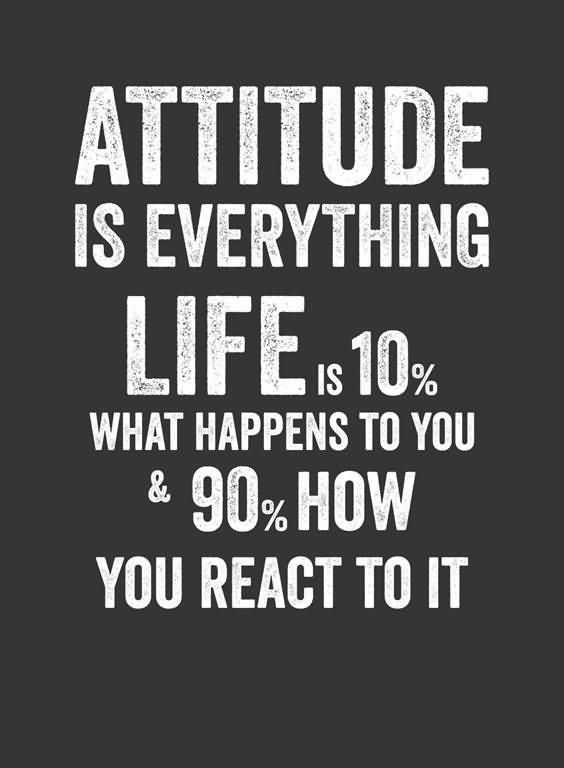 ATTITUDE
IS EVERYTHING
LIFE IS 10%
WHAT HAPPENS TO YOU
& 90% HOW
YOU REACT TO IT